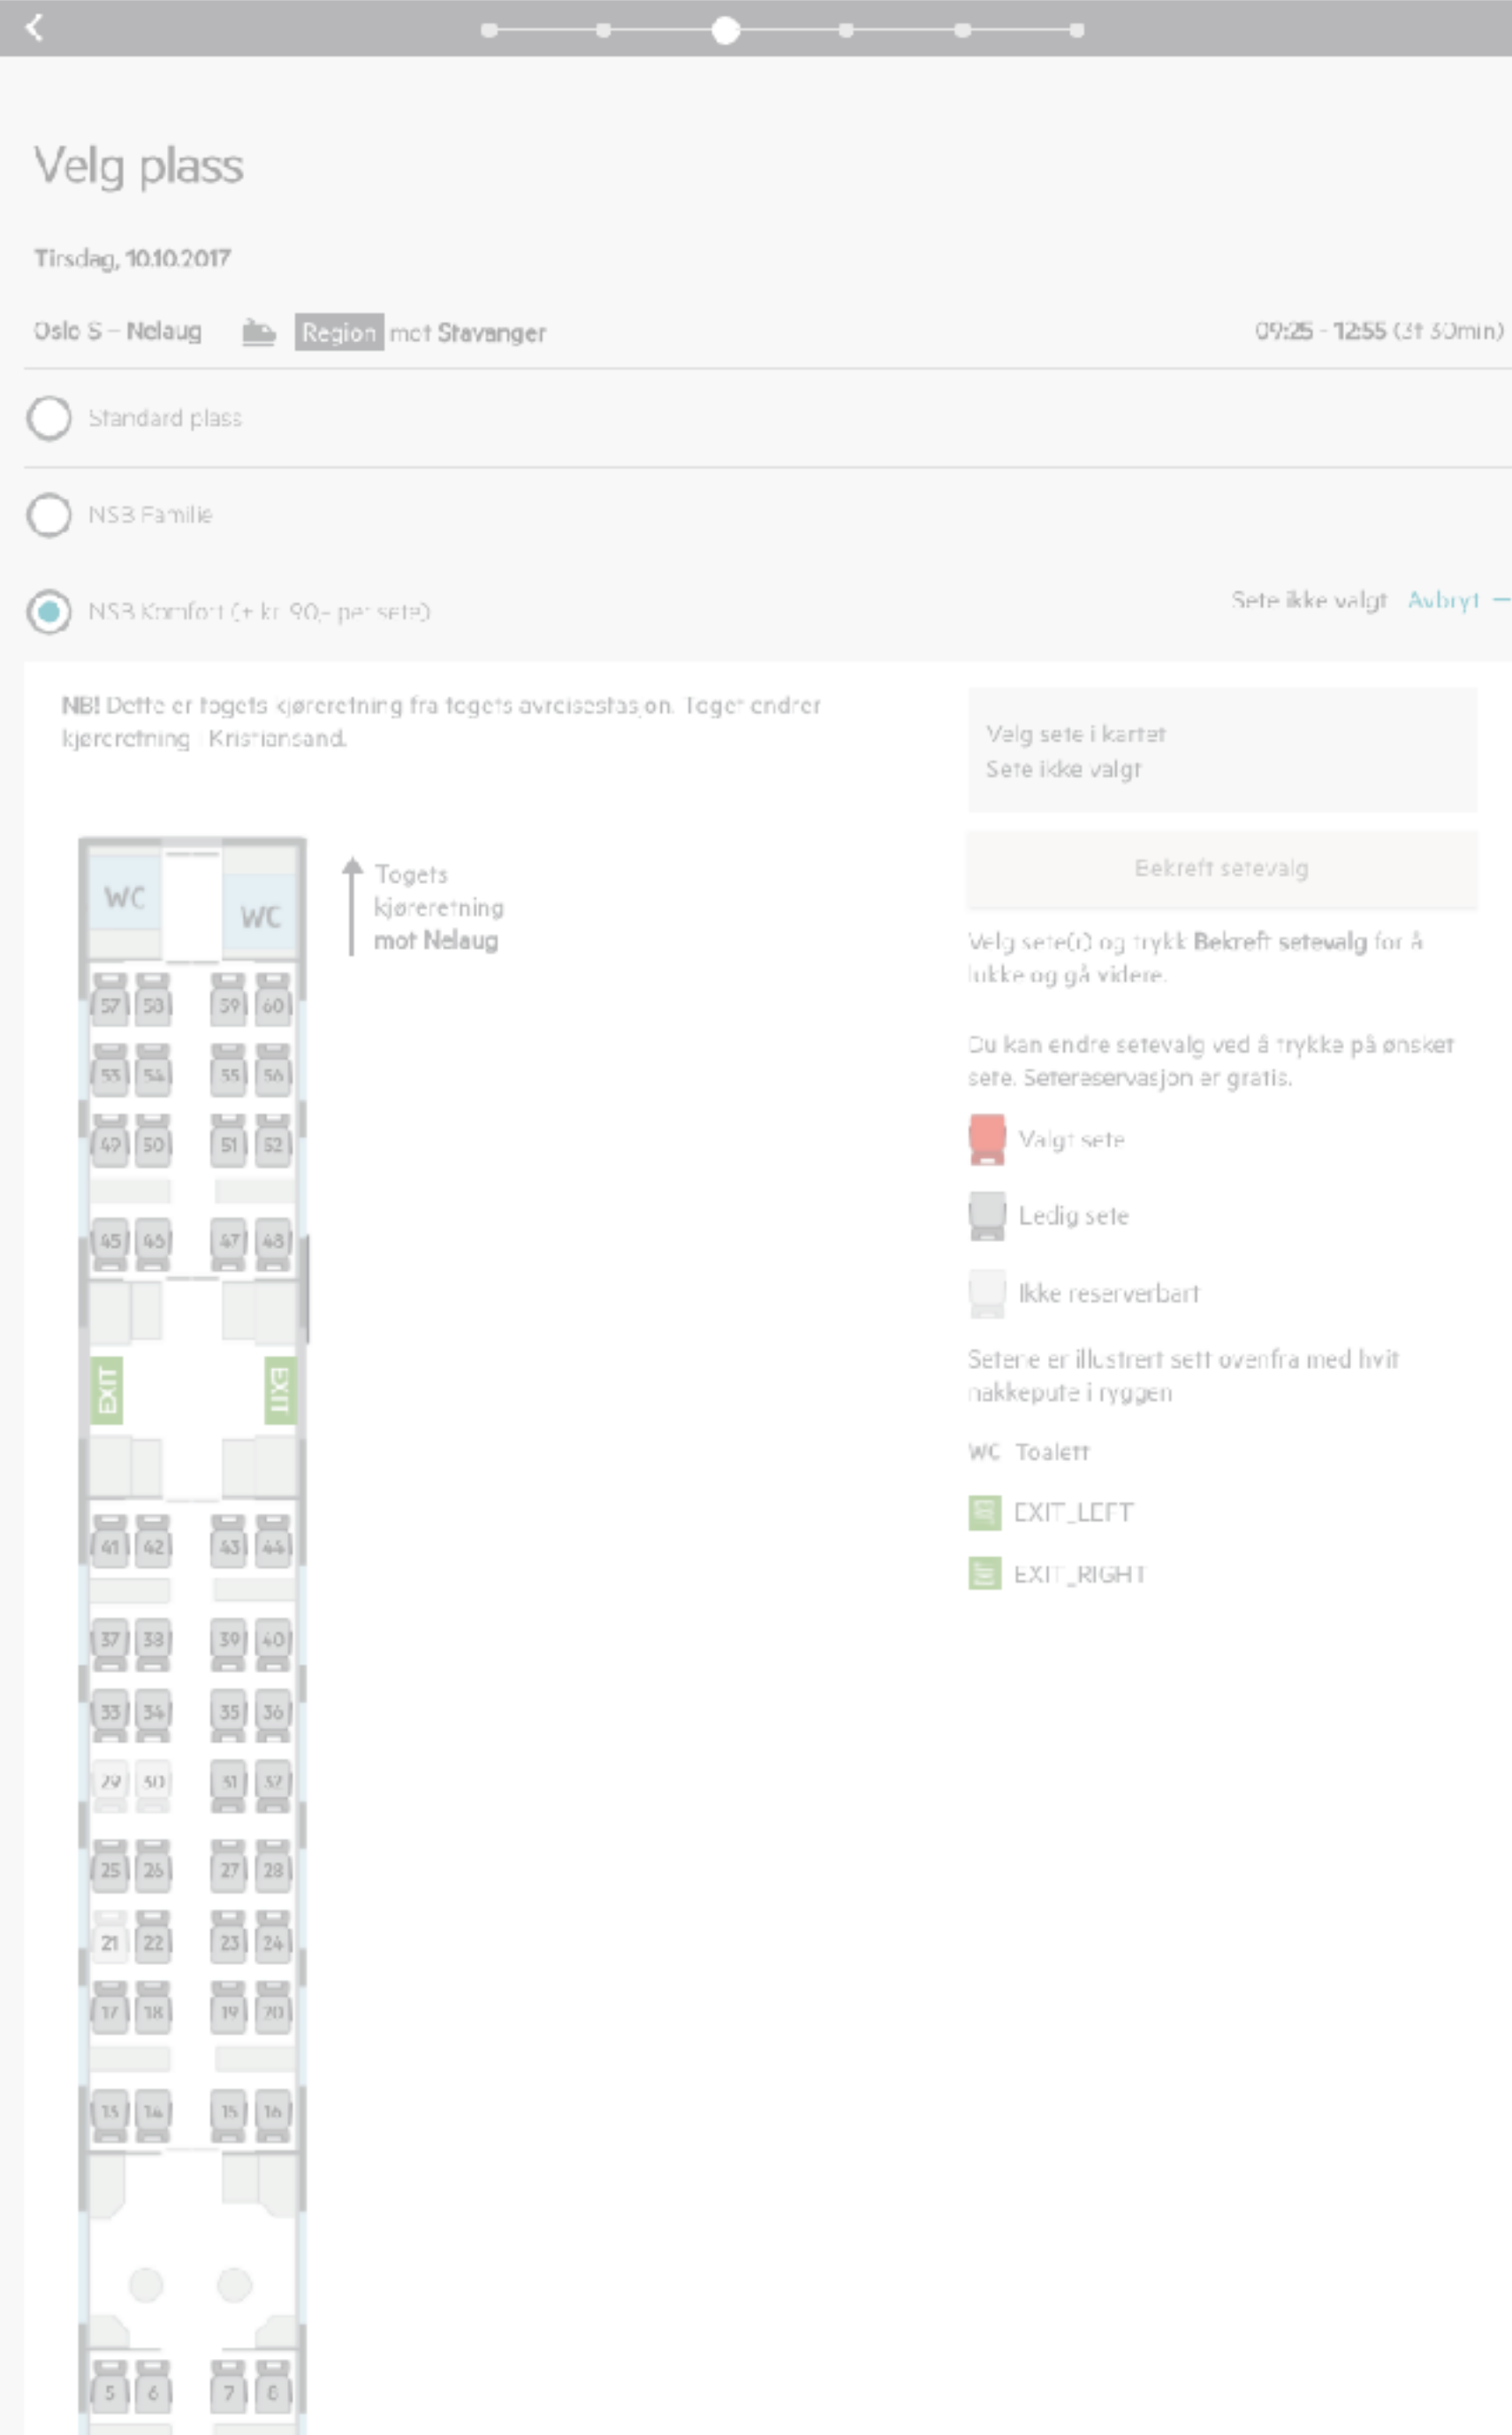 Velg plass
Tirsdag, 10.10.2017
Oslo S – Nelaug Region mot Stavanger 09:25 - 12:55 (3t 30min)
Standard plass
NSB Familie
NSB Komfort (+ kr. 90,- per sete)
Sete ikke valgt Avbryt –
NB! Dette er togets kjøreretning fra togets avreisestasjon. Toget endrer
kjøreretning i Kristiansand.
Velg sete i kartet
Sete ikke valgt
Bekreft setevalg
Velg sete(r) og trykk Bekreft setevalg for å
lukke og gå videre.
Du kan endre setevalg ved å trykke på ønsket
sete. Setereservasjon er gratis.
Valgt sete
Ledig sete
Ikke reserverbart
Setene er illustrert sett ovenfra med hvit
nakkepute i ryggen
WC Toalett
EXIT_LEFT
EXIT_RIGHT
WC WC
Togets
kjøreretning
mot Nelaug
57 58 59 60
53 54 55 56
49 50 51 52
45 46 47 48
EXIT EXIT
41 42 43 44
37 38 39 40
33 34 35 36
29 30 31 32
25 26 27 28
21 22 23 24
17 18 19 20
13 14 15 16
5 6 7 8